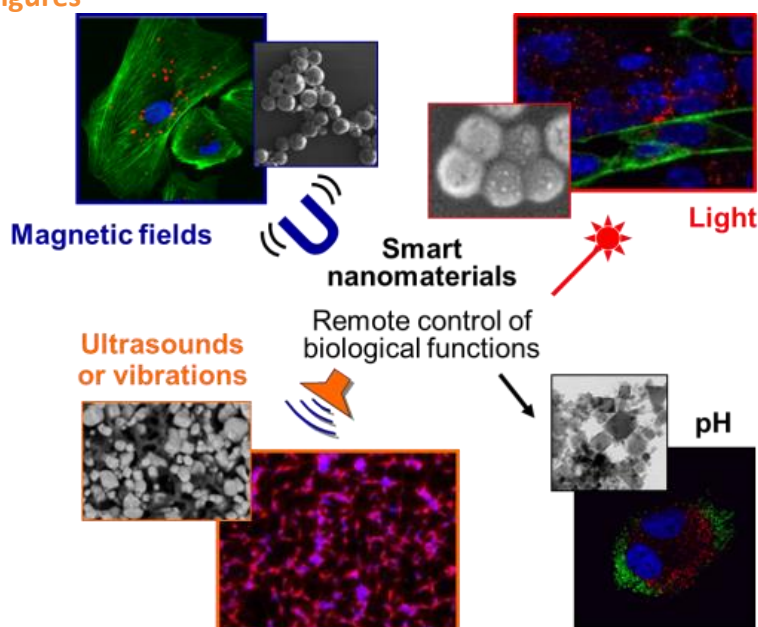 Magnetic fields
Light
Smart
nanomaterials
Remote control of
biological functions
Ultrasounds
or vibrations
pH